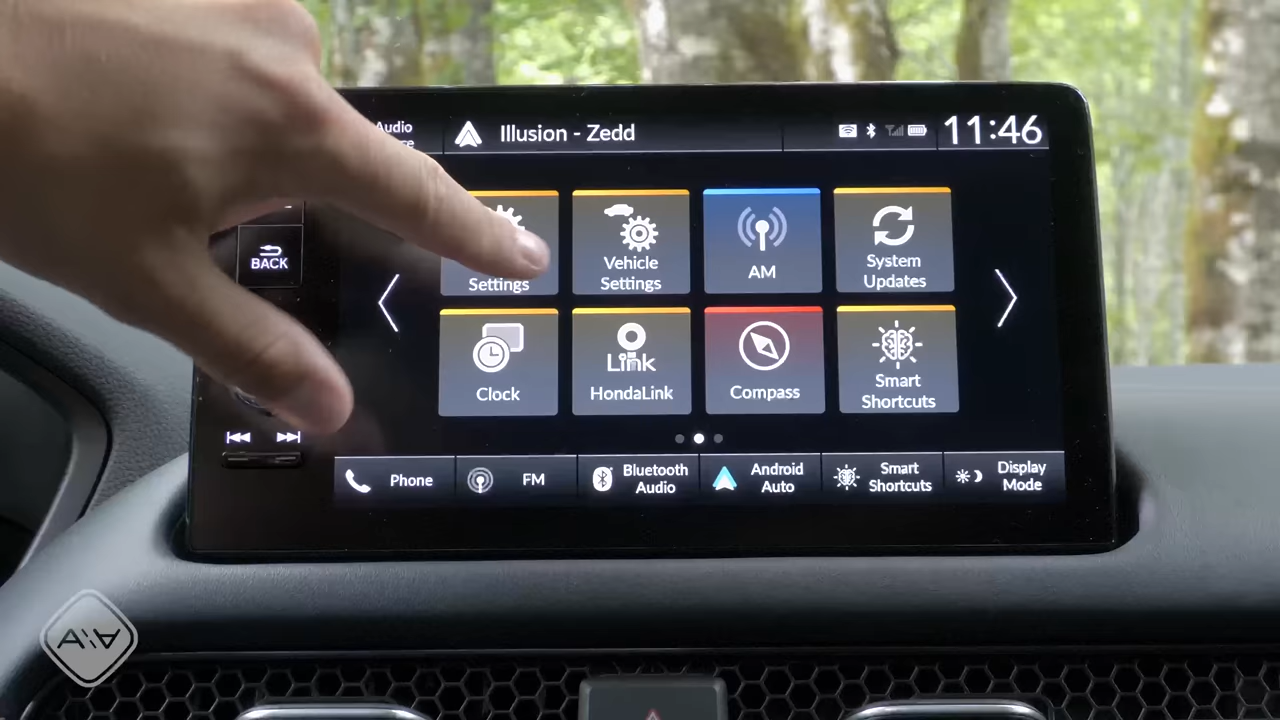 Audio
Illusion - Zedd
11:46
BACK
Settings
Vehicle
Settings
AM
System
Updates
Clock
Link
HondaLink
Compass
Smart
Shortcuts
Phone
FM
Bluetooth
Audio
Android
Auto
Smart
Shortcuts
Display
Mode